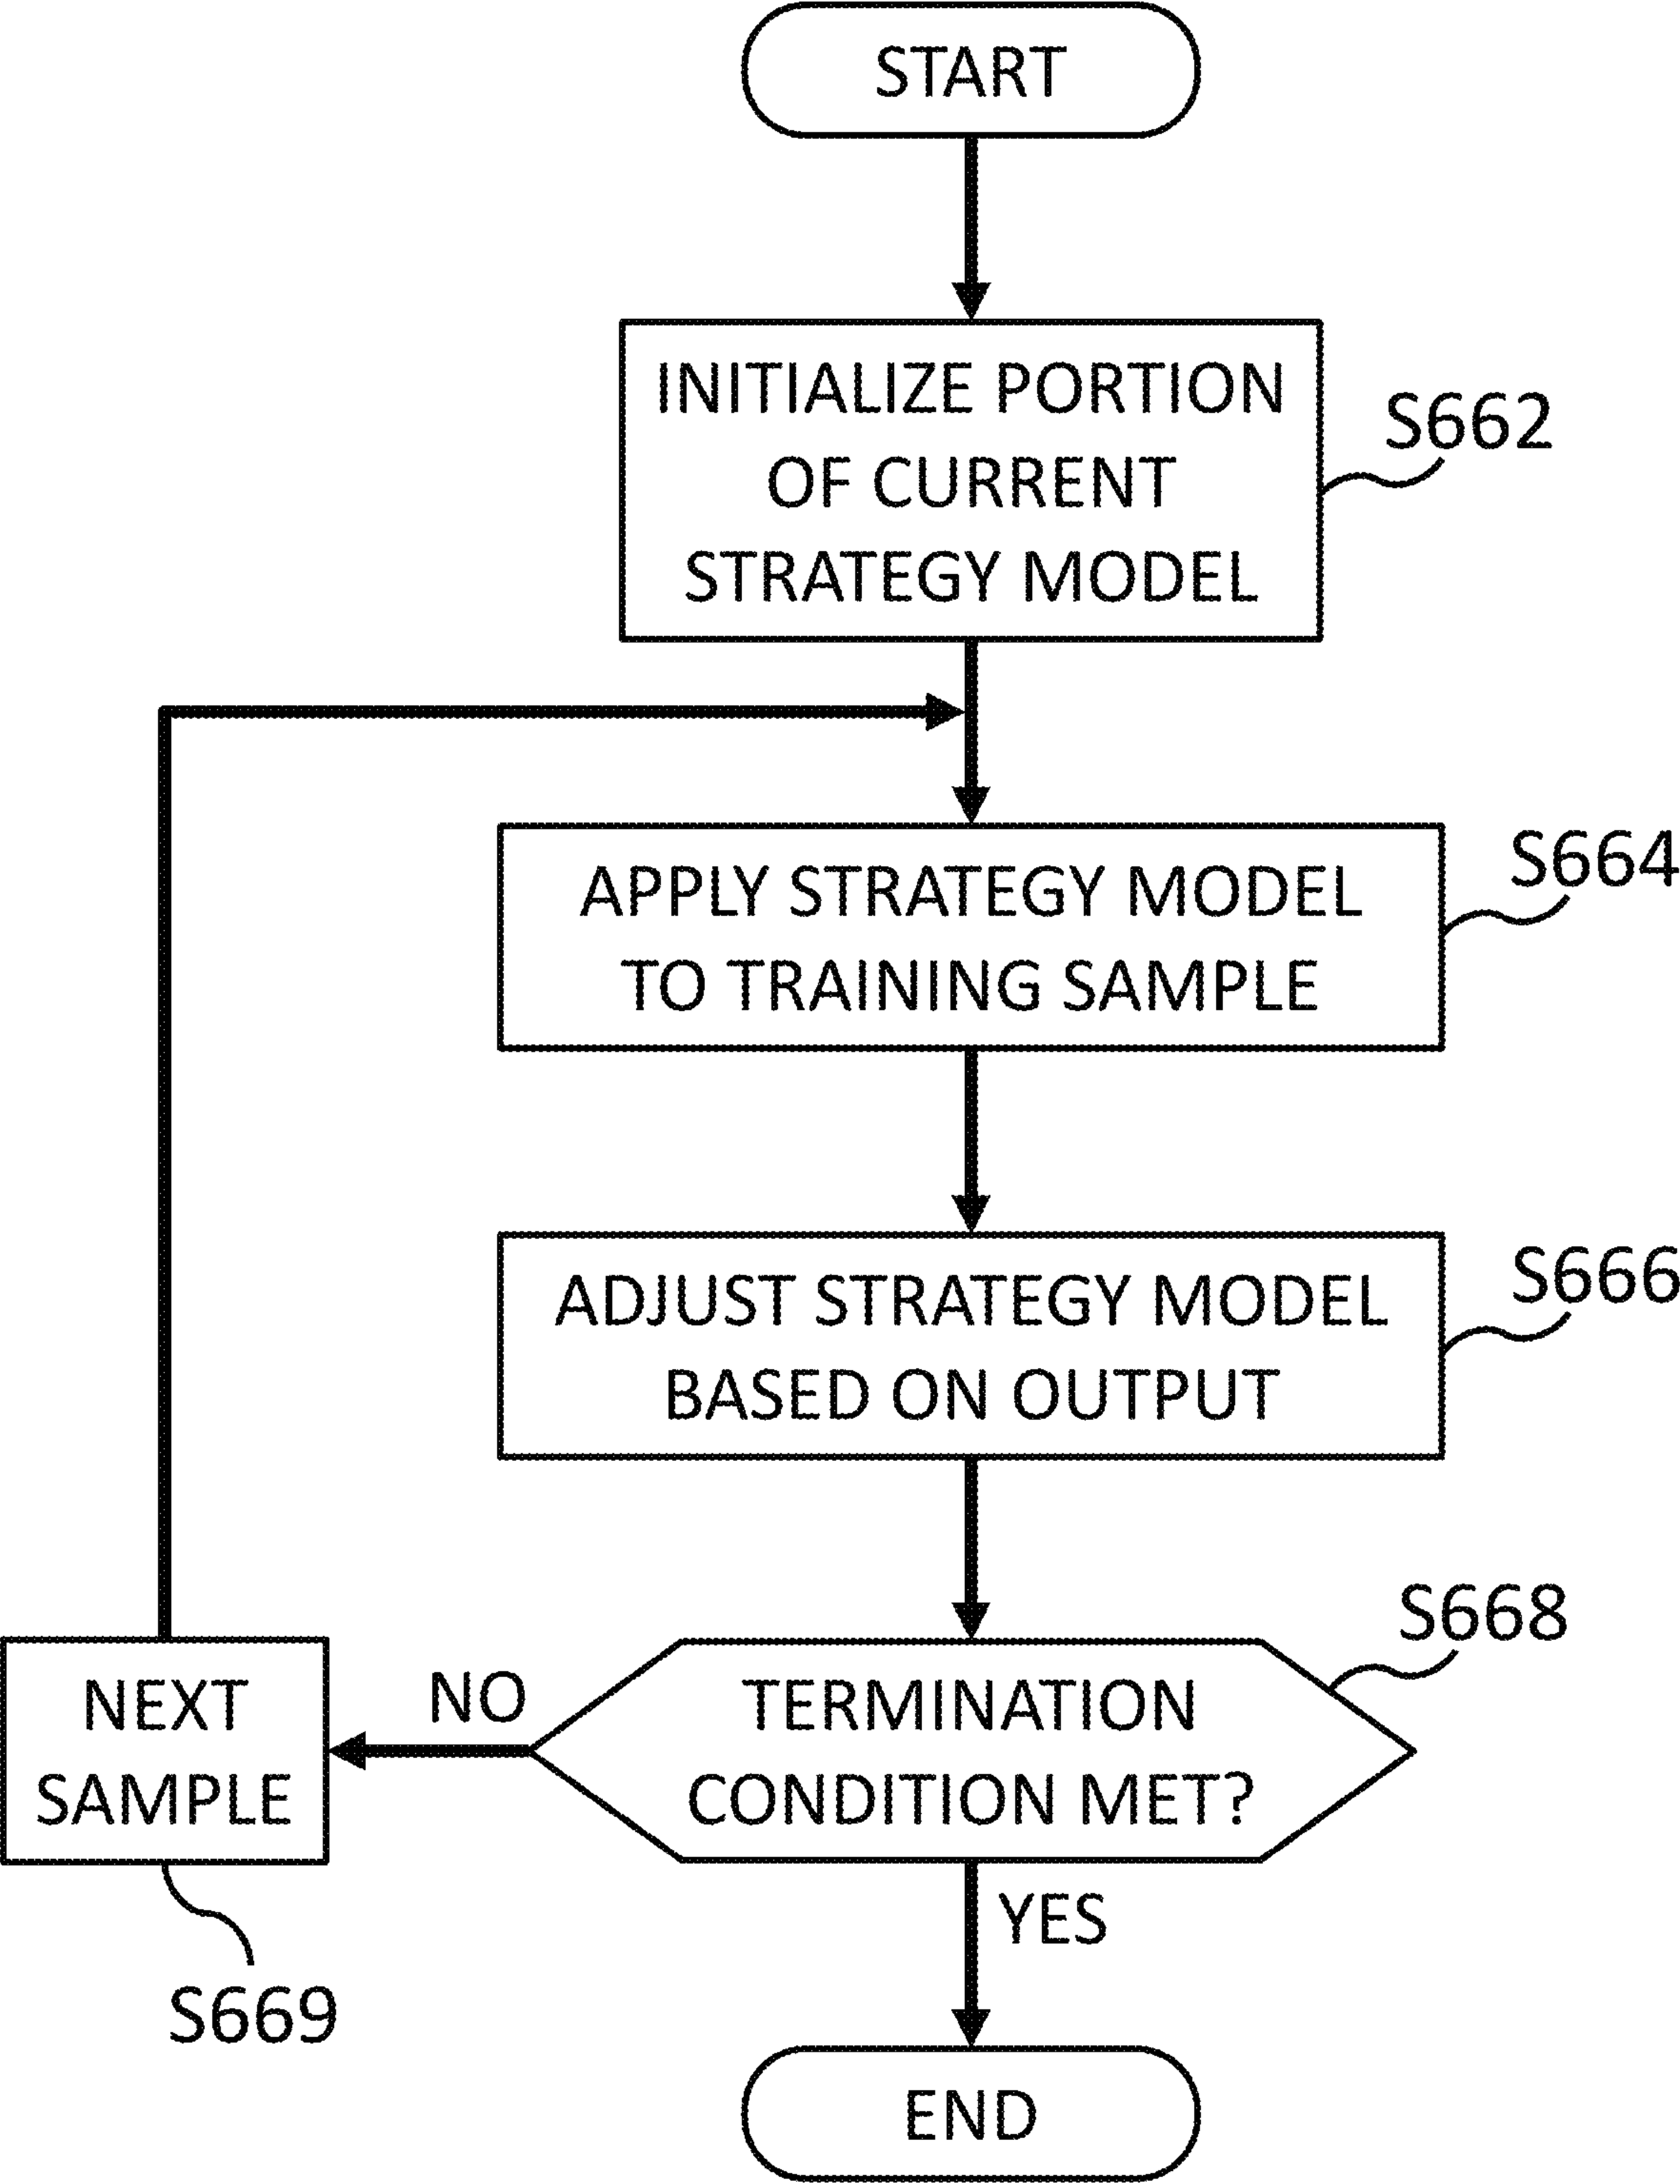 START
INITIALIZE PORTION
OF CURRENT
STRATEGY MODEL
S662
APPLY STRATEGY MODEL
TO TRAINING SAMPLE
S664
ADJUST STRATEGY MODEL
BASED ON OUTPUT
S666
TERMINATION
CONDITION MET?
S668
NO
NEXT
SAMPLE
S669
YES
END